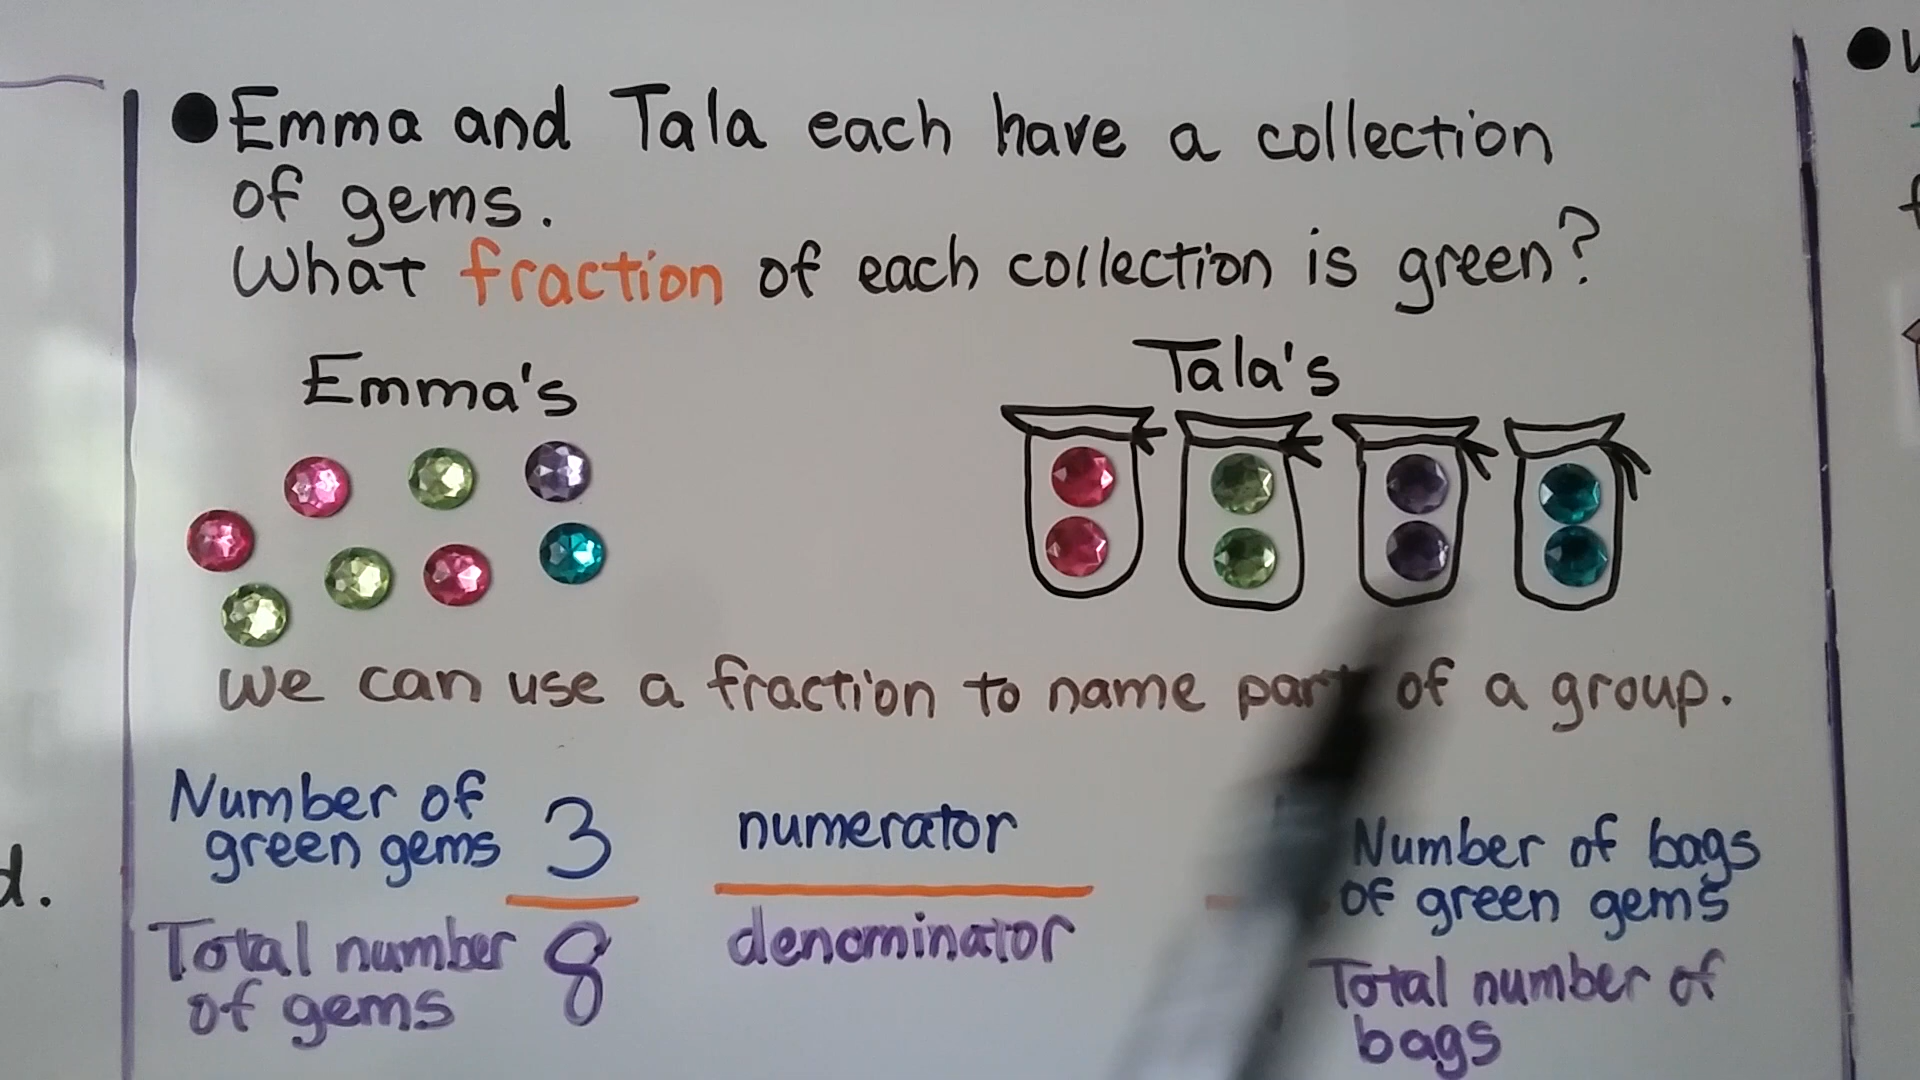 Emma and Tala each have a collection
of gems.
What fraction of each collection is green?
Emma's
Tala's
we can use a fraction to name part of a group.
Number of
green gems
3
Total number
of gems
8
numerator
denominator
Number of bags
of green gems
Total number of
bags
d.